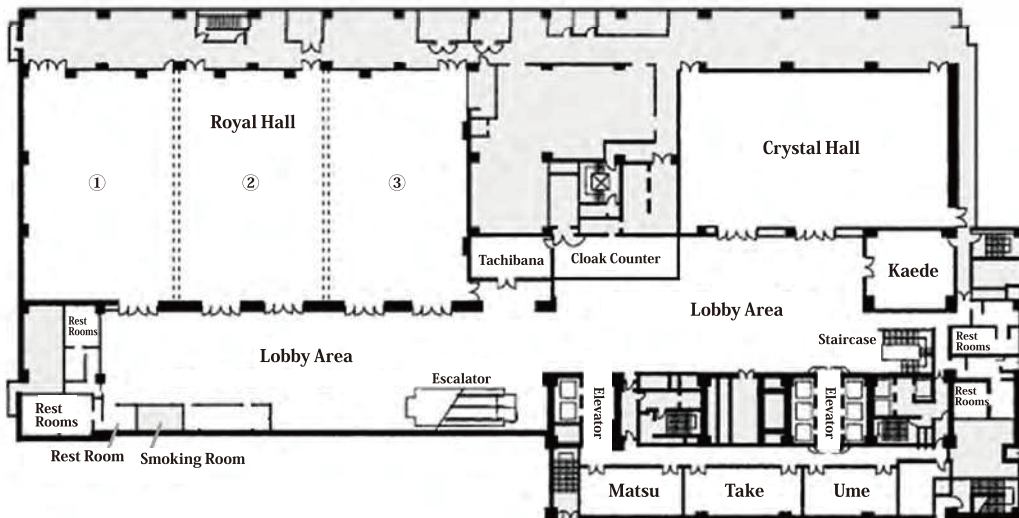 Royal Hall
①
②
③
Crystal Hall
Tachibana
Cloak Counter
Kaede
Lobby Area
Lobby Area
Rest
Rooms
Staircase
Rest
Rooms
Escalator
Elevator
Elevator
Rest
Rooms
Rest
Rooms
Rest Room
Smoking Room
Matsu
Take
Ume